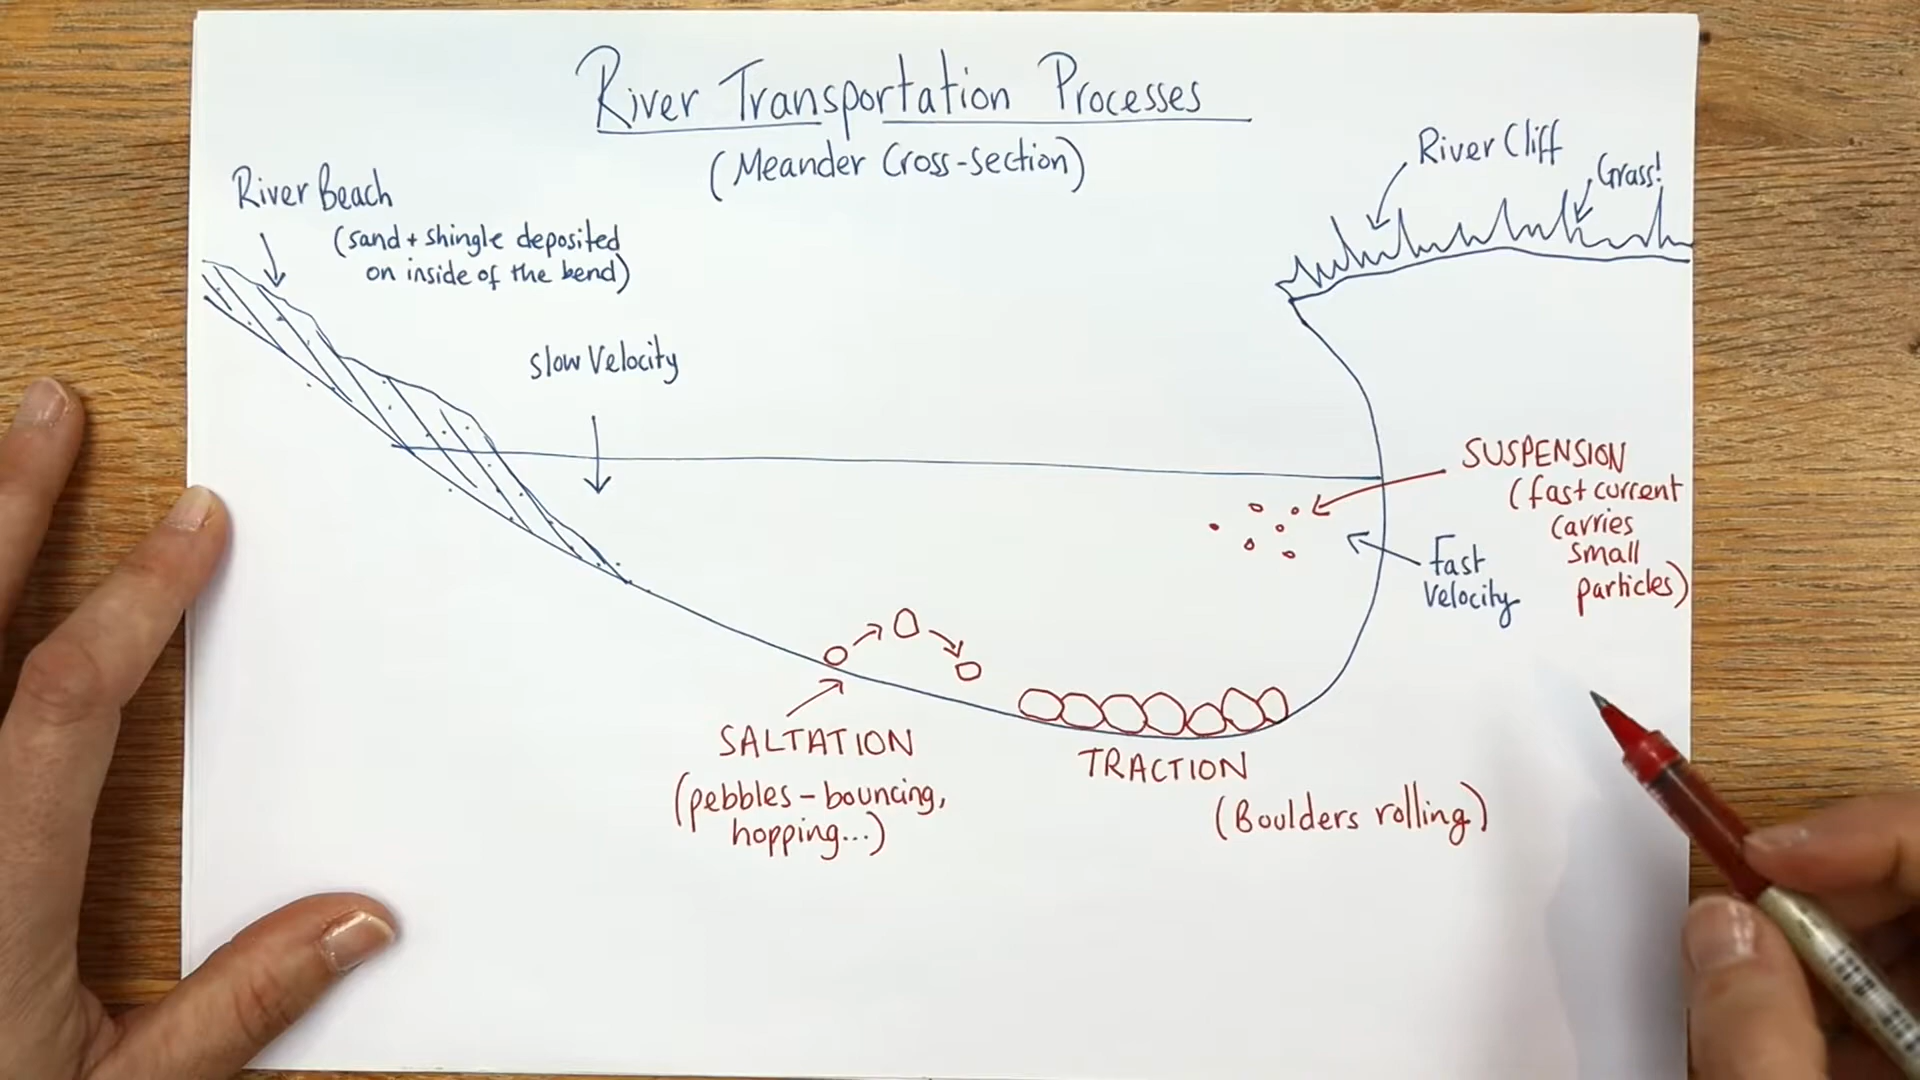 River Transportation Processes
(Meander Cross-section)
River Beach
(sand + shingle deposited
on inside of the bend)
slow Velocity
River Cliff
Grass!
SUSPENSION
(fast current
carries
small
particles)
fast
velocity
SALTATION
(pebbles - bouncing,
hopping...)
TRACTION
(Boulders rolling)